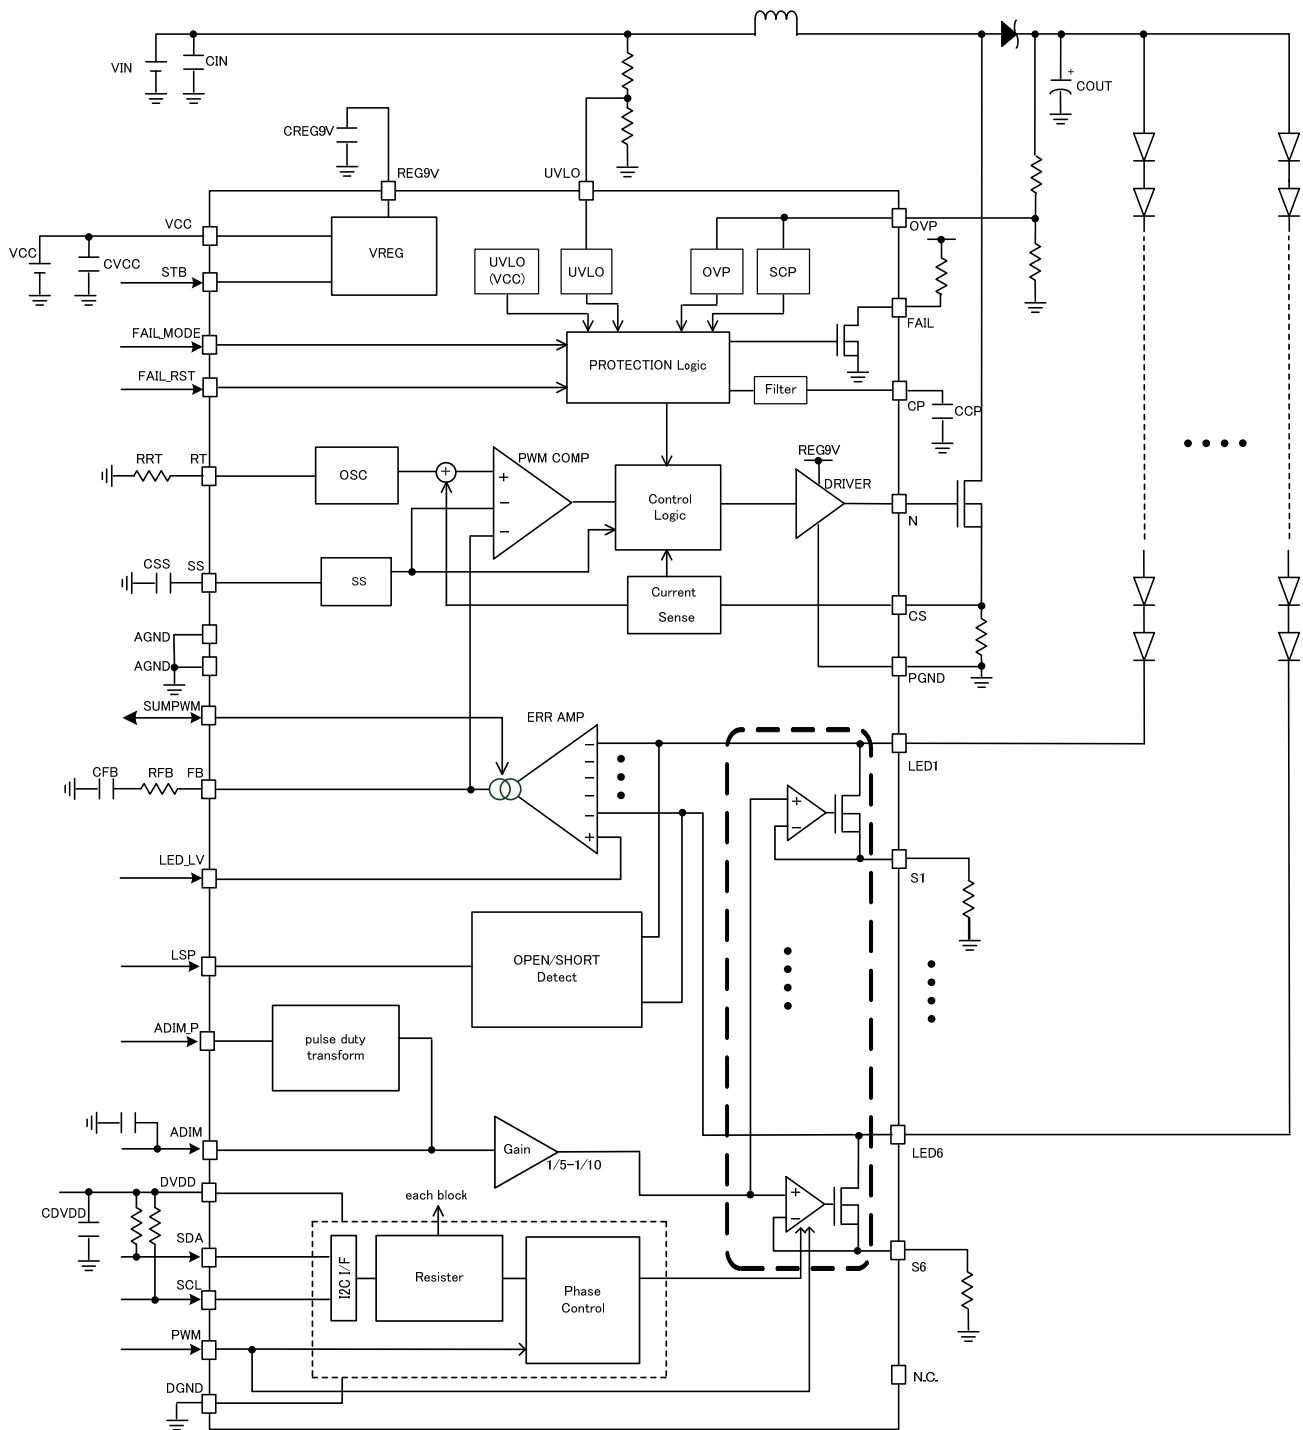 VIN
CIN
+
COUT
CREG9V
REG9V
UVLO
VCC
VCC
CVCC
STB
VREG
UVLO
(VCC)
UVLO
OVP
SCP
OVP
FAIL
FAIL_MODE
FAIL_RST
PROTECTION Logic
Filter
CP
CCP
RRT
RT
OSC
+
PWM COMP
+
−
−
Control
Logic
REG9V
DRIVER
N
CSS
SS
SS
Current
Sense
CS
AGND
AGND
PGND
SUMPWM
ERR AMP
−
−
−
−
−
+
LED1
CFB
RFB
FB
+
−
LED_LV
S1
LSP
OPEN/SHORT
Detect
ADIM_P
pulse duty
transform
ADIM
Gain
1/5-1/10
LED6
DVDD
CDVDD
each block
+
−
SDA
SCL
I2C I/F
Resister
Phase
Control
S6
PWM
DGND
N.C.